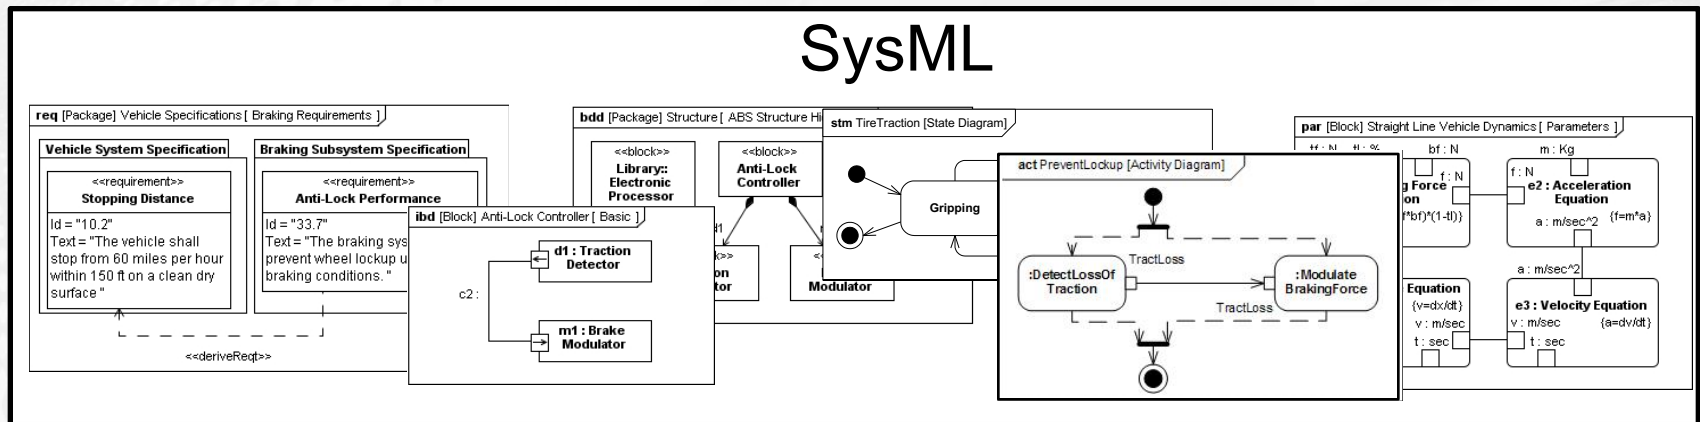 SysML
req [Package] Vehicle Specifications [ Braking Requirements ]
Vehicle System Specification
<<requirement>>
Stopping Distance
Id = "10.2"
Text = "The vehicle shall
stop from 60 miles per hour
within 150 ft on a clean dry
surface "
Braking Subsystem Specification
<<requirement>>
Anti-Lock Performance
Id = "33.7"
Text = "The braking
prevent wheel lockup
braking conditions. "
<<deriveReqt>>
ibd [Block] Anti-Lock Controller [ Basic ]
d1 : Traction
Detector
c2 :
m1 : Brake
Modulator
bdd [Package] Structure [ ABS Structure
<<block>>
Library::
Electronic
Processor
<<block>>
Anti-Lock
Controller
Modulator
stm TireTraction [State Diagram]
Gripping
act PreventLockup [Activity Diagram]
TractLoss
:DetectLossOf
Traction
:Modulate
BrakingForce
TractLoss
par [Block] Straight Line Vehicle Dynamics [ Parameters ]
bf : N
m : Kg
f : N
f : N
Force
e2 : Acceleration
Equation
{f=m*a}
a : m/sec^2
a : m/sec^2
Equation
{v=dx/dt}
v : m/sec
t : sec
e3 : Velocity Equation
v : m/sec
{a=dv/dt}
t : sec